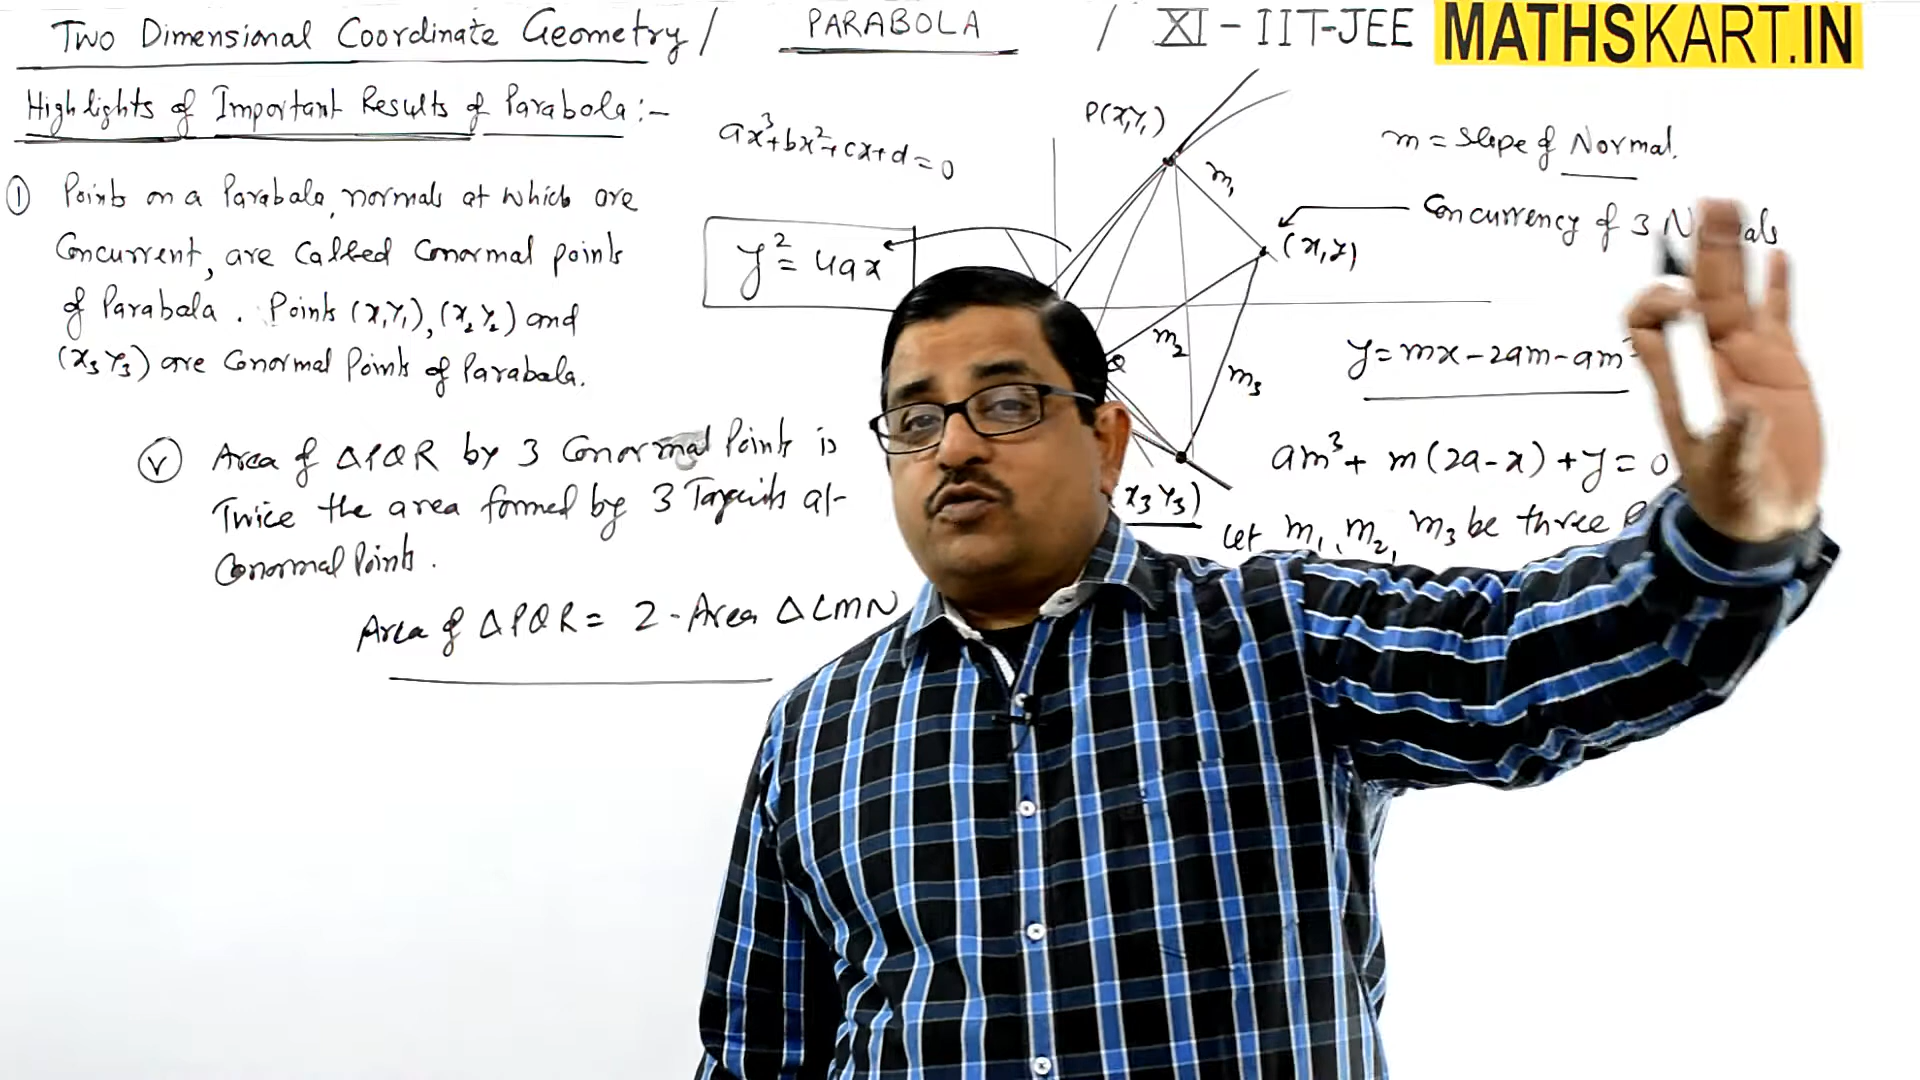 Two Dimensional Coordinate Geometry / PARABOLA / XI - IIT-JEE MATHSKART.IN
Highlights of Important Results of Parabola :-
① Points on a Parabola, normals at which are
Concurrent, are Called Conormal points
of Parabola. Points (x₁y₁), (x₂y₂) and
(x₃y₃) are Conormal Points of Parabola.
Ⓥ Area of ΔPQR by 3 Conormal Points is
Twice the area formed by 3 Tangents at
Conormal Points.
Area of ΔPQR = 2 - Area ΔLMN
ax³+bx²+cx+d=0
y²=4ax
P(x₁y₁)
m₁
(x,y)
m₂
Q
m₃
x₃y₃)
m = Slope of Normal.
Concurrency of 3 Normals
y=mx-2am-am³
am³+ m(2a-x)+y=0
Let m₁, m₂, m₃ be three